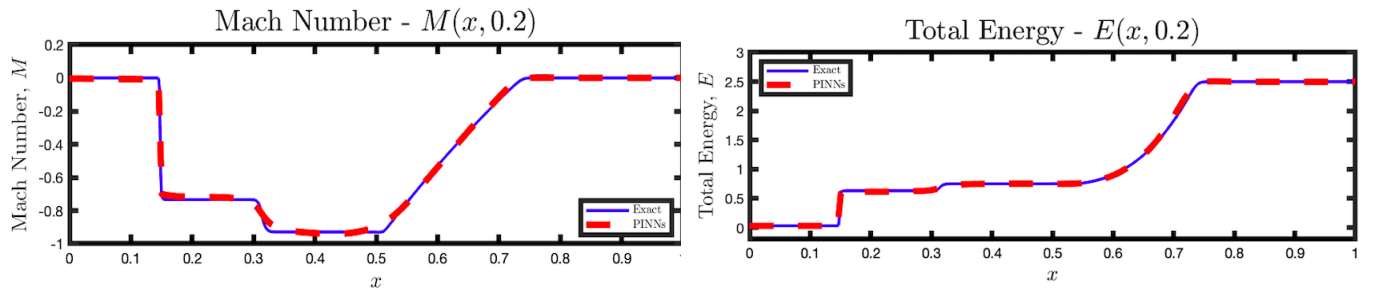 Mach Number - M(x, 0.2)
0.2
0
-0.2
-0.4
-0.6
-0.8
-1
Mach Number, M
0 0.1 0.2 0.3 0.4 0.5 0.6 0.7 0.8 0.9
x
Exact
PINNs
Total Energy - E(x, 0.2)
3
2.5
2
1.5
1
0.5
0
Total Energy, E
0 0.1 0.2 0.3 0.4 0.5 0.6 0.7 0.8 0.9 1
x
Exact
PINNs